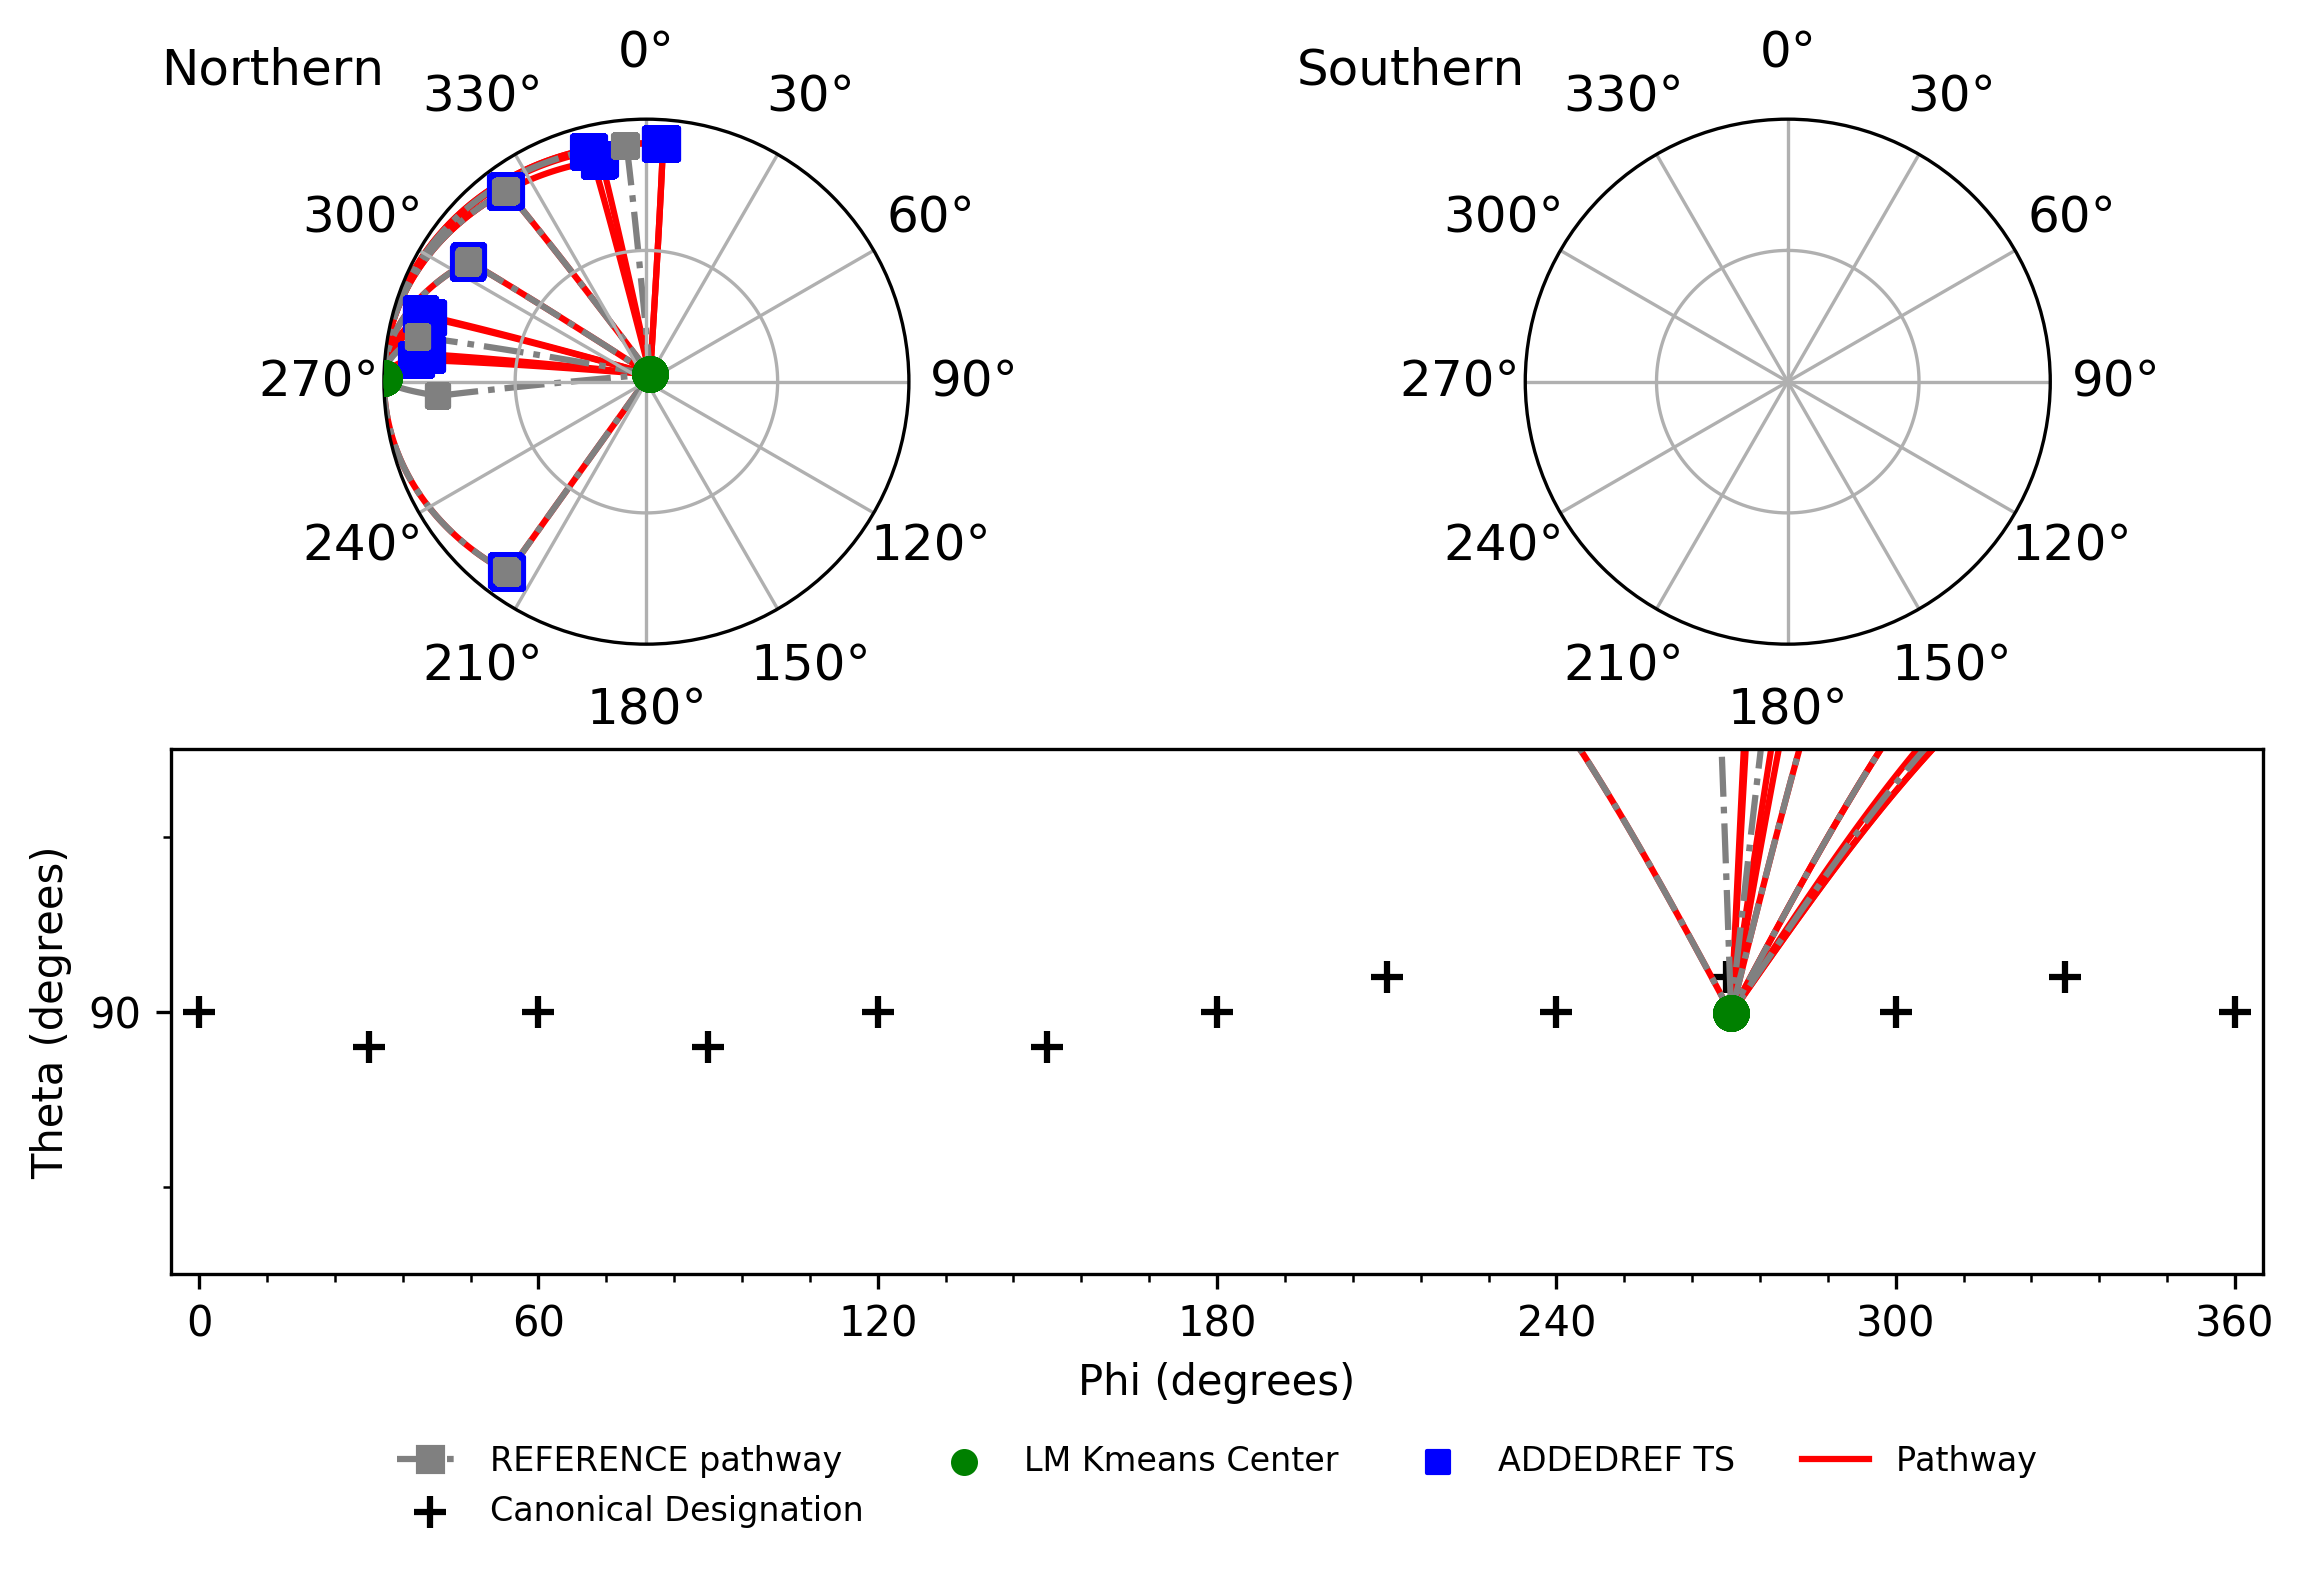 Northern
0°
30°
60°
90°
120°
150°
180°
210°
240°
270°
300°
330°
Southern
0°
30°
60°
90°
120°
150°
180°
210°
240°
270°
300°
330°
Theta (degrees)
90
0 60 120 180 240 300 360
Phi (degrees)
REFERENCE pathway
Canonical Designation
LM Kmeans Center
ADDEDREF TS
Pathway